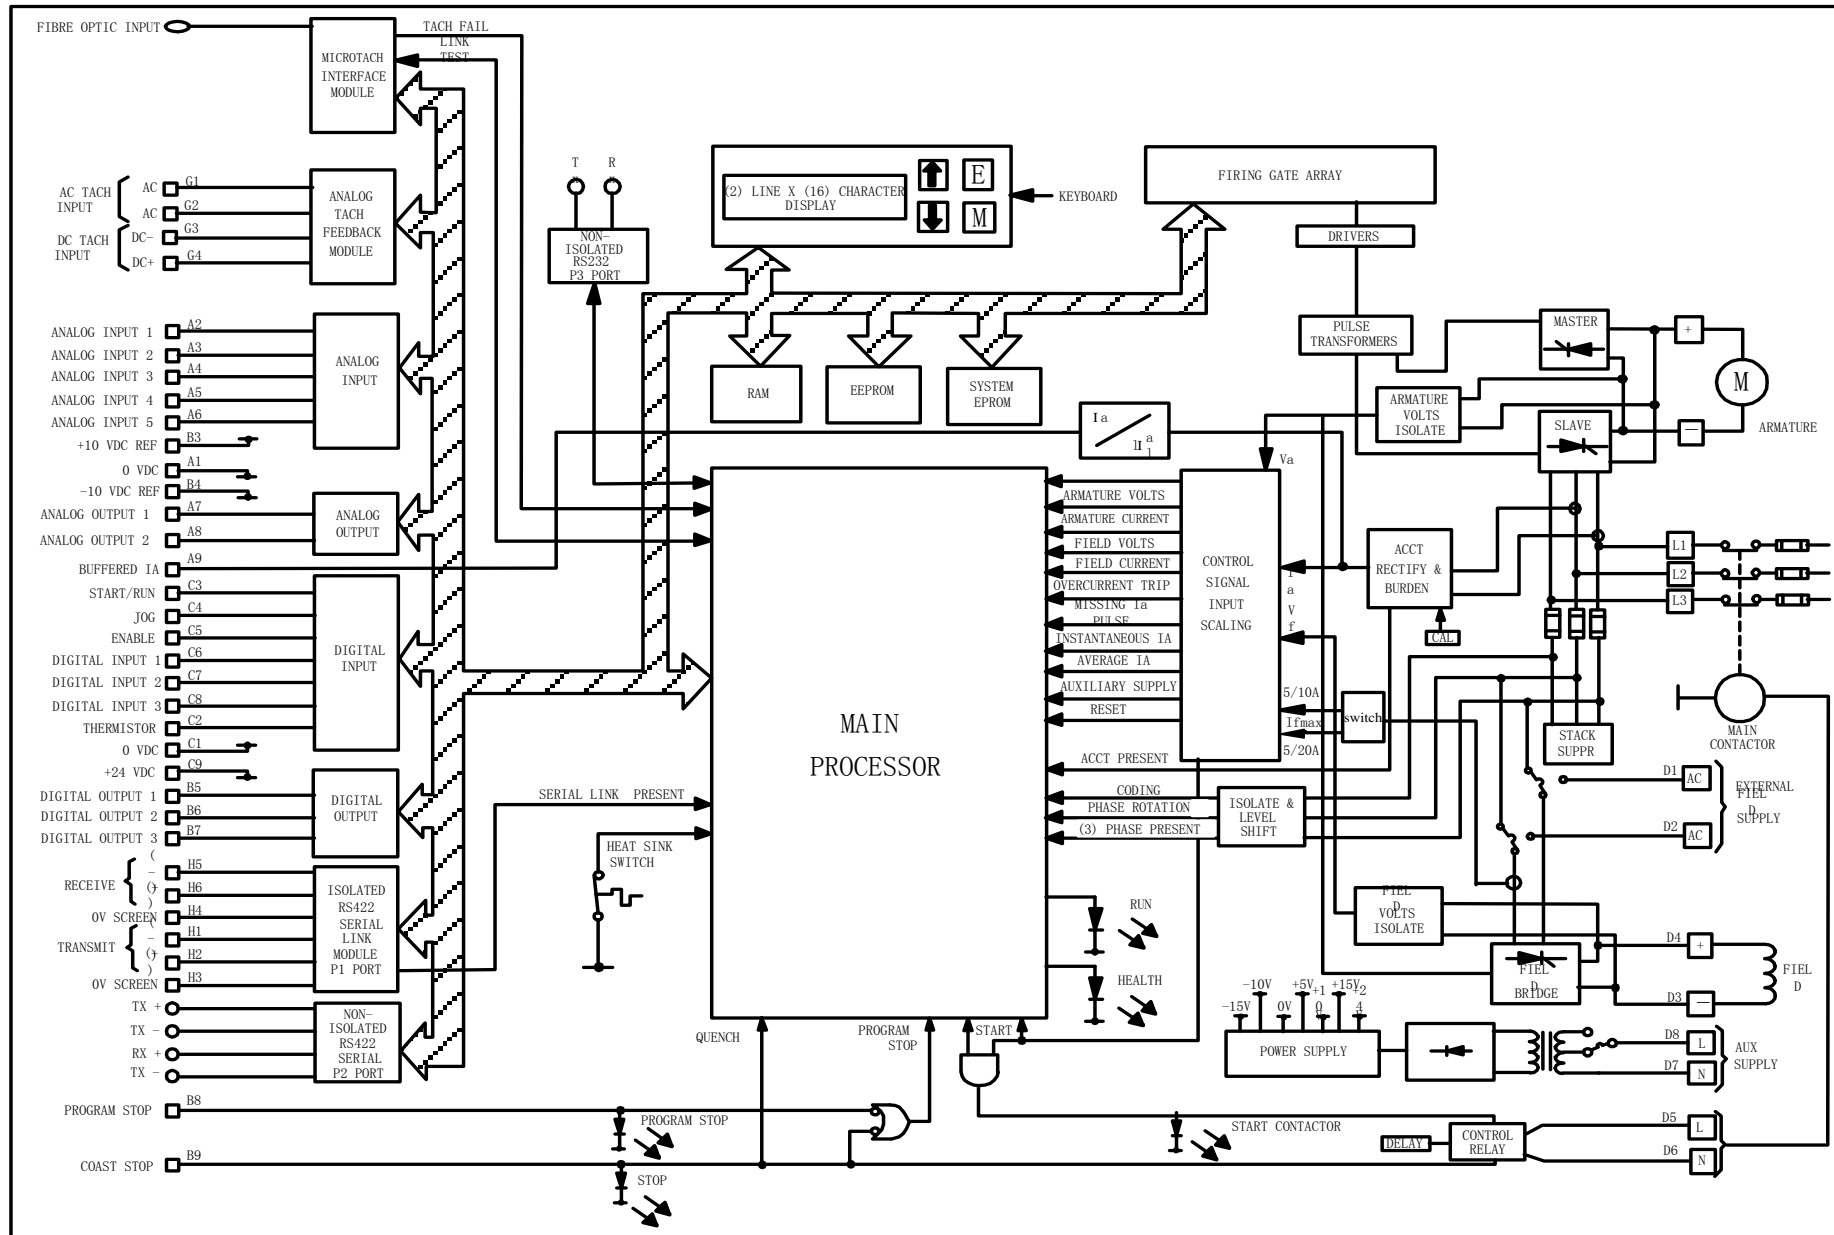 FIBRE OPTIC INPUT
MICROTACH
INTERFACE
MODULE
TACH FAIL
LINK
TEST
AC TACH
INPUT
AC
G1
AC
G2
DC TACH
INPUT
DC-
G3
DC+
G4
ANALOG
TACH
FEEDBACK
MODULE
ANALOG INPUT 1
A2
ANALOG INPUT 2
A3
ANALOG INPUT 3
A4
ANALOG INPUT 4
A5
ANALOG INPUT 5
A6
ANALOG
INPUT
+10 VDC REF
B3
0 VDC
A1
-10 VDC REF
B4
ANALOG OUTPUT 1
A7
ANALOG OUTPUT 2
A8
ANALOG
OUTPUT
BUFFERED IA
A9
START/RUN
C3
JOG
C4
ENABLE
C5
DIGITAL INPUT 1
C6
DIGITAL INPUT 2
C7
DIGITAL INPUT 3
C8
THERMISTOR
C2
DIGITAL
INPUT
0 VDC
C1
+24 VDC
C9
DIGITAL OUTPUT 1
B5
DIGITAL OUTPUT 2
B6
DIGITAL OUTPUT 3
B7
DIGITAL
OUTPUT
RECEIVE
(
-
(+
)
H5
H6
0V SCREEN
H4
TRANSMIT
(
-
(+
)
H1
H2
0V SCREEN
H3
ISOLATED
RS422
SERIAL
LINK
MODULE
P1 PORT
TX +
TX -
RX +
TX -
NON-
ISOLATED
RS422
SERIAL
P2 PORT
PROGRAM STOP
B8
COAST STOP
B9
T
R
NON-
ISOLATED
RS232
P3 PORT
(2) LINE X (16) CHARACTER
DISPLAY
E
M
KEYBOARD
RAM
EEPROM
SYSTEM
EPROM
FIRING GATE ARRAY
DRIVERS
PULSE
TRANSFORMERS
MASTER
ARMATURE
VOLTS
ISOLATE
SLAVE
+
M
—
ARMATURE
Ia
Va
MAIN
PROCESSOR
ARMATURE VOLTS
ARMATURE CURRENT
FIELD VOLTS
FIELD CURRENT
OVERCURRENT TRIP
MISSING Ia
PULSE
INSTANTANEOUS IA
AVERAGE IA
AUXILIARY SUPPLY
RESET
CONTROL
SIGNAL
INPUT
SCALING
I
a
V
f
5/10A
Ifmax
5/20A
switch
ACCT
RECTIFY &
BURDEN
CAL
L1
L2
L3
STACK
SUPPR
MAIN
CONTACTOR
ACCT PRESENT
CODING
PHASE ROTATION
(3) PHASE PRESENT
ISOLATE &
LEVEL
SHIFT
SERIAL LINK PRESENT
HEAT SINK
SWITCH
RUN
HEALTH
D1
AC
D2
AC
EXTERNAL
FIEL
D
SUPPLY
FIEL
D
VOLTS
ISOLATE
FIEL
D
BRIDGE
D4
+
D3
—
FIEL
D
-15V
-10V
0V
+5V
+1
0
V
+15V
+2
4
V
POWER SUPPLY
D8
L
D7
N
AUX
SUPPLY
QUENCH
PROGRAM
STOP
START
PROGRAM STOP
STOP
START CONTACTOR
DELAY
CONTROL
RELAY
D5
L
D6
N